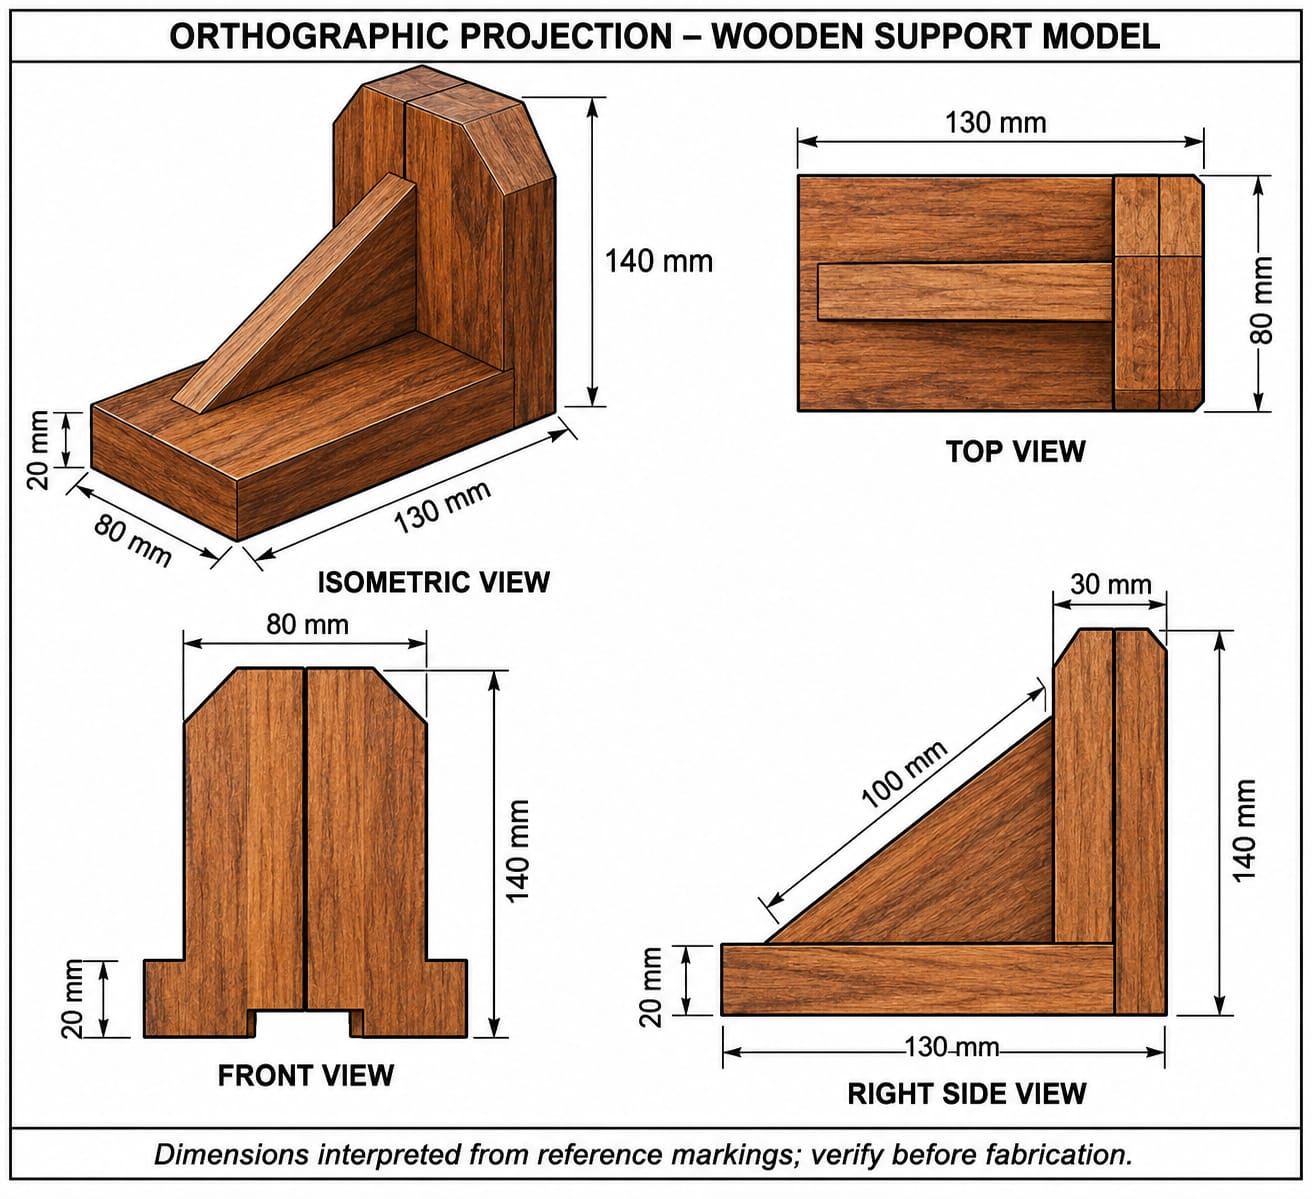 ORTHOGRAPHIC PROJECTION – WOODEN SUPPORT MODEL
140 mm
20 mm
80 mm
130 mm
ISOMETRIC VIEW
130 mm
80 mm
TOP VIEW
80 mm
140 mm
20 mm
FRONT VIEW
30 mm
100 mm
140 mm
20 mm
130 mm
RIGHT SIDE VIEW
Dimensions interpreted from reference markings; verify before fabrication.